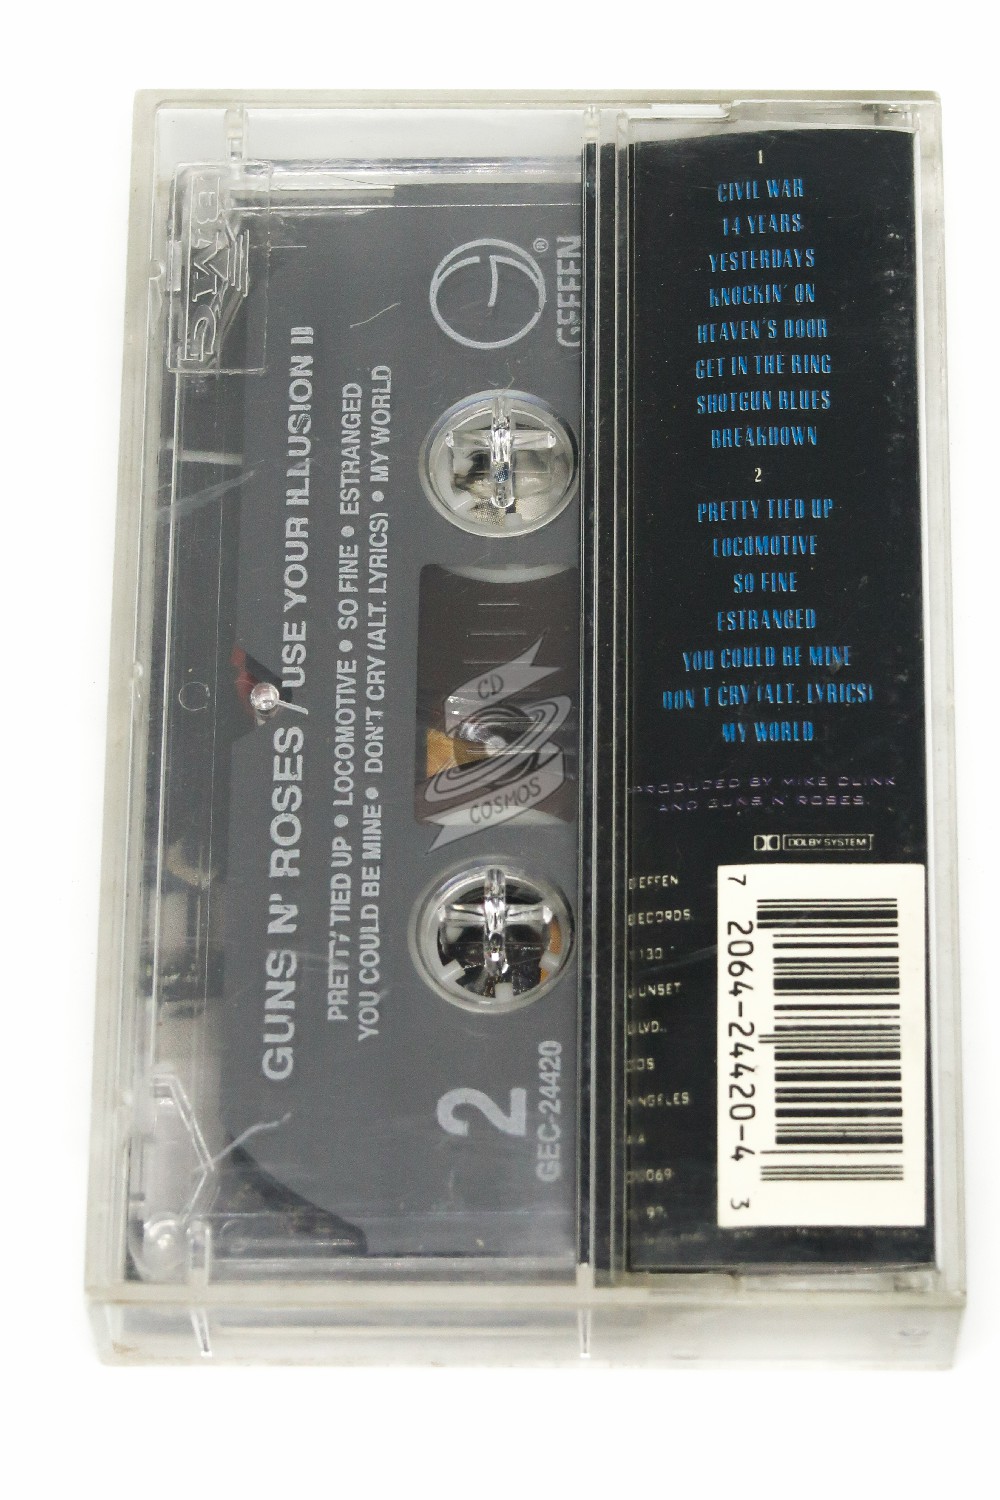 BMG
GEFFEN
®
GUNS N' ROSES / USE YOUR ILLUSION II
PRETTY TIED UP • LOCOMOTIVE • SO FINE • ESTRANGED
YOU COULD BE MINE • DON'T CRY (ALT. LYRICS) • MY WORLD
2
GEC-24420
CD
COSMOS
1
CIVIL WAR
14 YEARS
YESTERDAYS
KNOCKIN' ON
HEAVEN'S DOOR
GET IN THE RING
SHOTGUN BLUES
BREAKDOWN
2
PRETTY TIED UP
LOCOMOTIVE
SO FINE
ESTRANGED
YOU COULD BE MINE
DON'T CRY (ALT. LYRICS)
MY WORLD
PRODUCED BY MIKE CLINK
AND GUNS N' ROSES.
DOLBY SYSTEM
GEFFEN
RECORDS
SUNSET
BLVD.,
LOS
ANGELES
7 2064-24420-4 3